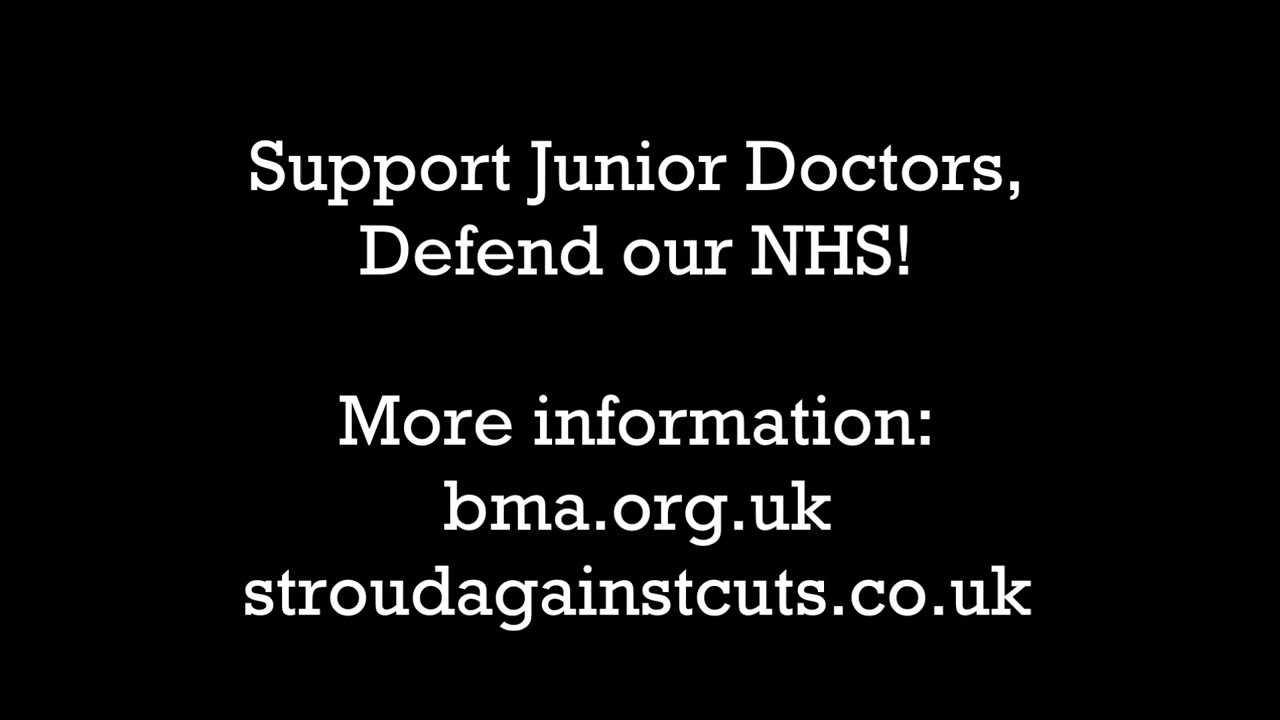 Support Junior Doctors,
Defend our NHS!
More information:
bma.org.uk
stroudagainstcuts.co.uk